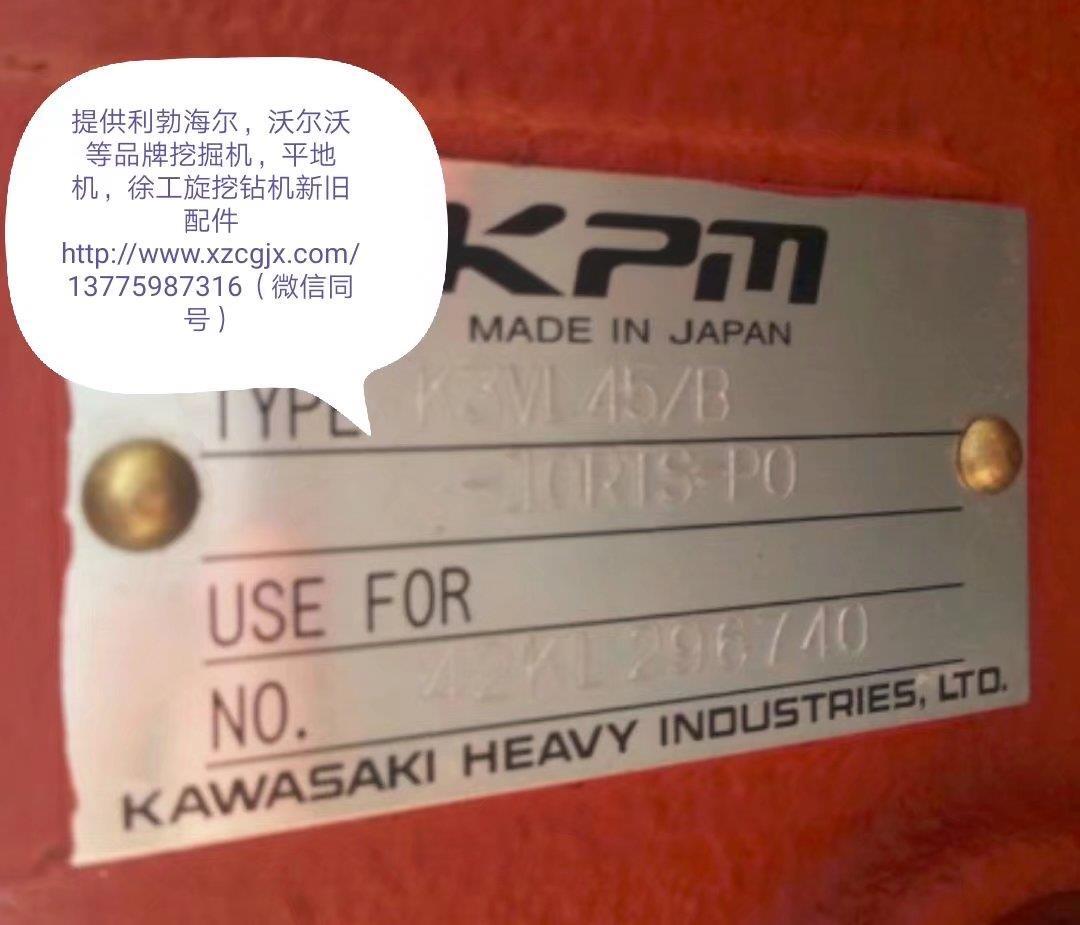 提供利勃海尔，沃尔沃
等品牌挖掘机，平地
机，徐工旋挖钻机新旧
配件
http://www.xzcgjx.com/
13775987316（微信同
号）
KPM
MADE IN JAPAN
TYPE K3VL45/B
-10RTS-P0
USE FOR
NO. 42KL296740
KAWASAKI HEAVY INDUSTRIES, LTD.